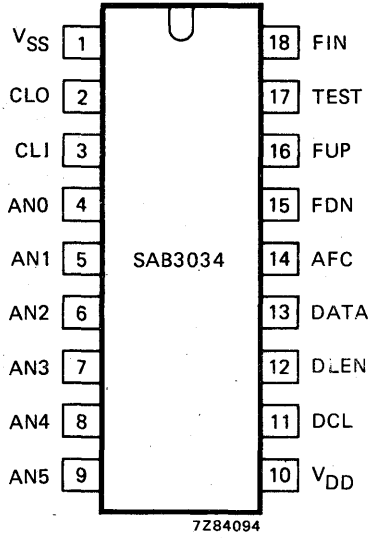 VSS 1 18 FIN
CLO 2 17 TEST
CLI 3 16 FUP
AN0 4 15 FDN
AN1 5 SAB3034 14 AFC
AN2 6 13 DATA
AN3 7 12 DLEN
AN4 8 11 DCL
AN5 9 10 VDD
7Z84094